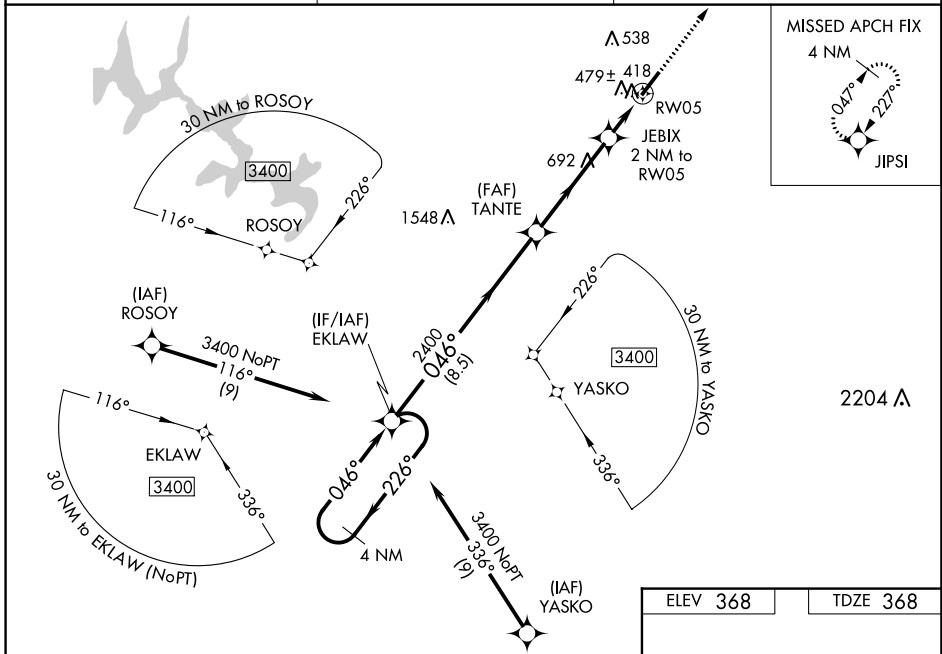 MISSED APCH FIX
4 NM
047°
227°
JIPSI
538
479± 418
RW05
JEBIX
2 NM to
RW05
692
(FAF)
TANTE
1548
30 NM to ROSOY
3400
116°
226°
ROSOY
(IAF)
ROSOY
3400 NoPT
116°
(9)
(IF/IAF)
EKLAW
2400
046°
(8.5)
226°
30 NM to YASKO
3400
YASKO
336°
2204
116°
EKLAW
3400
336°
30 NM to EKLAW (NoPT)
046°
226°
4 NM
3400 NoPT
336°
(9)
(IAF)
YASKO
ELEV 368
TDZE 368